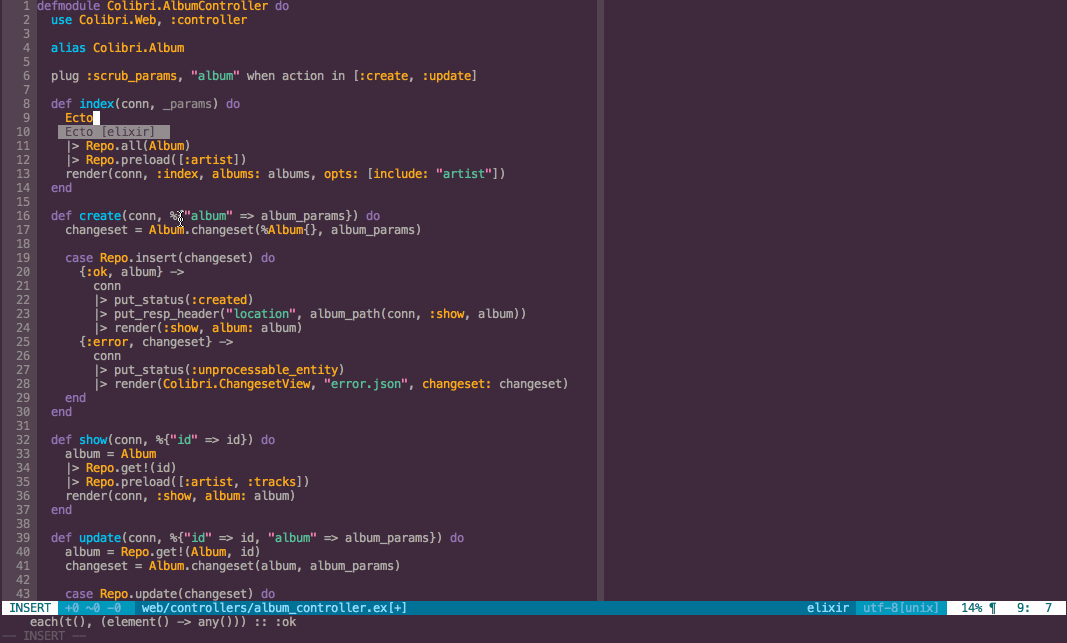 1 defmodule Colibri.AlbumController do
2   use Colibri.Web, :controller
3
4   alias Colibri.Album
5
6   plug :scrub_params, "album" when action in [:create, :update]
7
8   def index(conn, _params) do
9     Ecto
10    Ecto [elixir]
11    |> Repo.all(Album)
12    |> Repo.preload([:artist])
13    render(conn, :index, albums: albums, opts: [include: "artist"])
14  end
15
16  def create(conn, %{"album" => album_params}) do
17    changeset = Album.changeset(%Album{}, album_params)
18
19    case Repo.insert(changeset) do
20      {:ok, album} ->
21        conn
22        |> put_status(:created)
23        |> put_resp_header("location", album_path(conn, :show, album))
24        |> render(:show, album: album)
25      {:error, changeset} ->
26        conn
27        |> put_status(:unprocessable_entity)
28        |> render(Colibri.ChangesetView, "error.json", changeset: changeset)
29    end
30  end
31
32  def show(conn, %{"id" => id}) do
33    album = Album
34    |> Repo.get!(id)
35    |> Repo.preload([:artist, :tracks])
36    render(conn, :show, album: album)
37  end
38
39  def update(conn, %{"id" => id, "album" => album_params}) do
40    album = Repo.get!(Album, id)
41    changeset = Album.changeset(album, album_params)
42
43    case Repo.update(changeset) do
INSERT +0 ~0 -0 web/controllers/album_controller.ex[+] elixir utf-8[unix] 14% ¶ 9: 7
each(t(), (element() -> any())) :: :ok
-- INSERT --